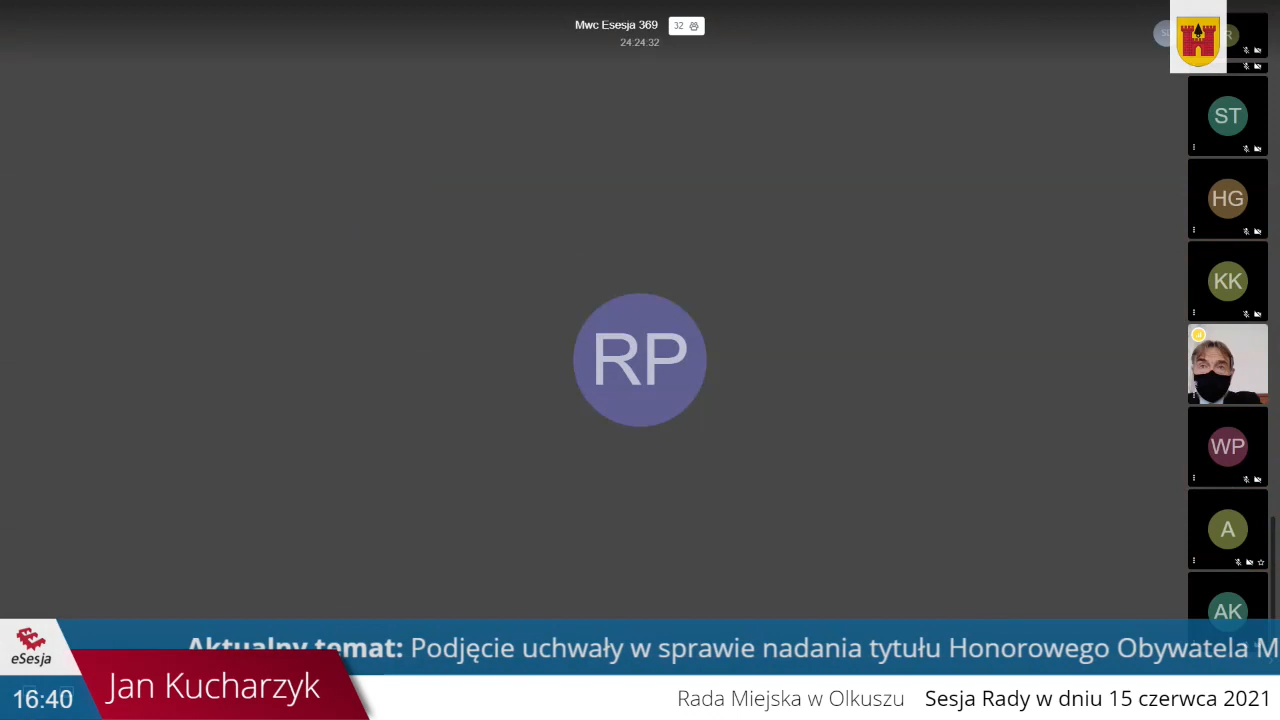 Mwc Esesja 369
32
24:24.32
ST
HG
KK
RP
WP
A
AK
Aktualny temat: Podjęcie uchwały w sprawie nadania tytułu Honorowego Obywatela M
eSesja
Jan Kucharzyk
16:40
Rada Miejska w Olkuszu Sesja Rady w dniu 15 czerwca 2021